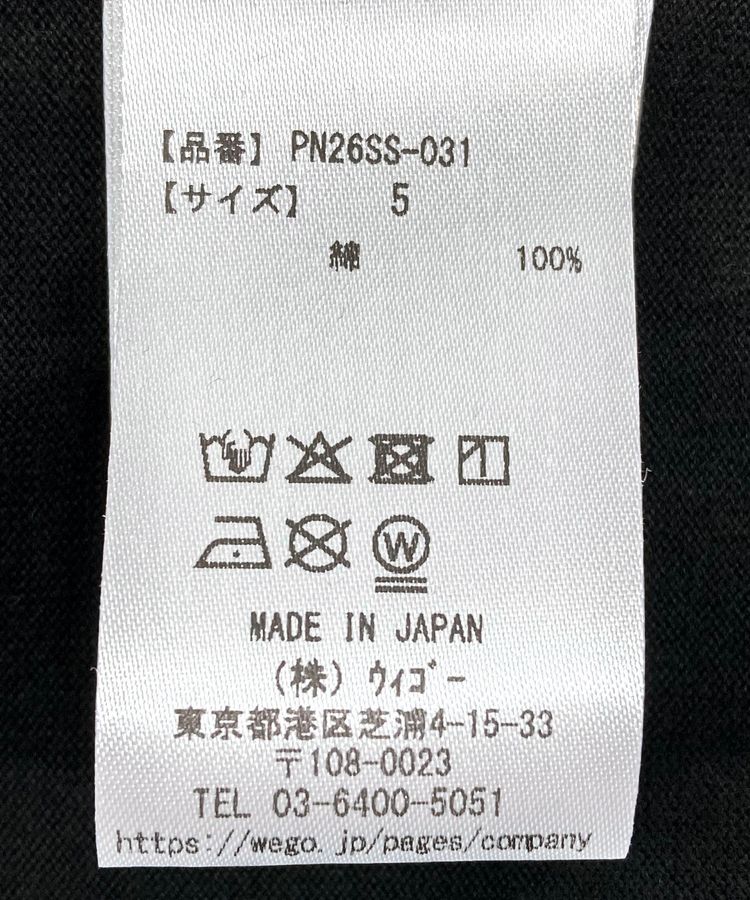 【品番】 PN26SS-031
【サイズ】 5
綿 100%
W
MADE IN JAPAN
(株) ウィゴー
東京都港区芝浦4-15-33
〒108-0023
TEL 03-6400-5051
https://wego.jp/pages/company